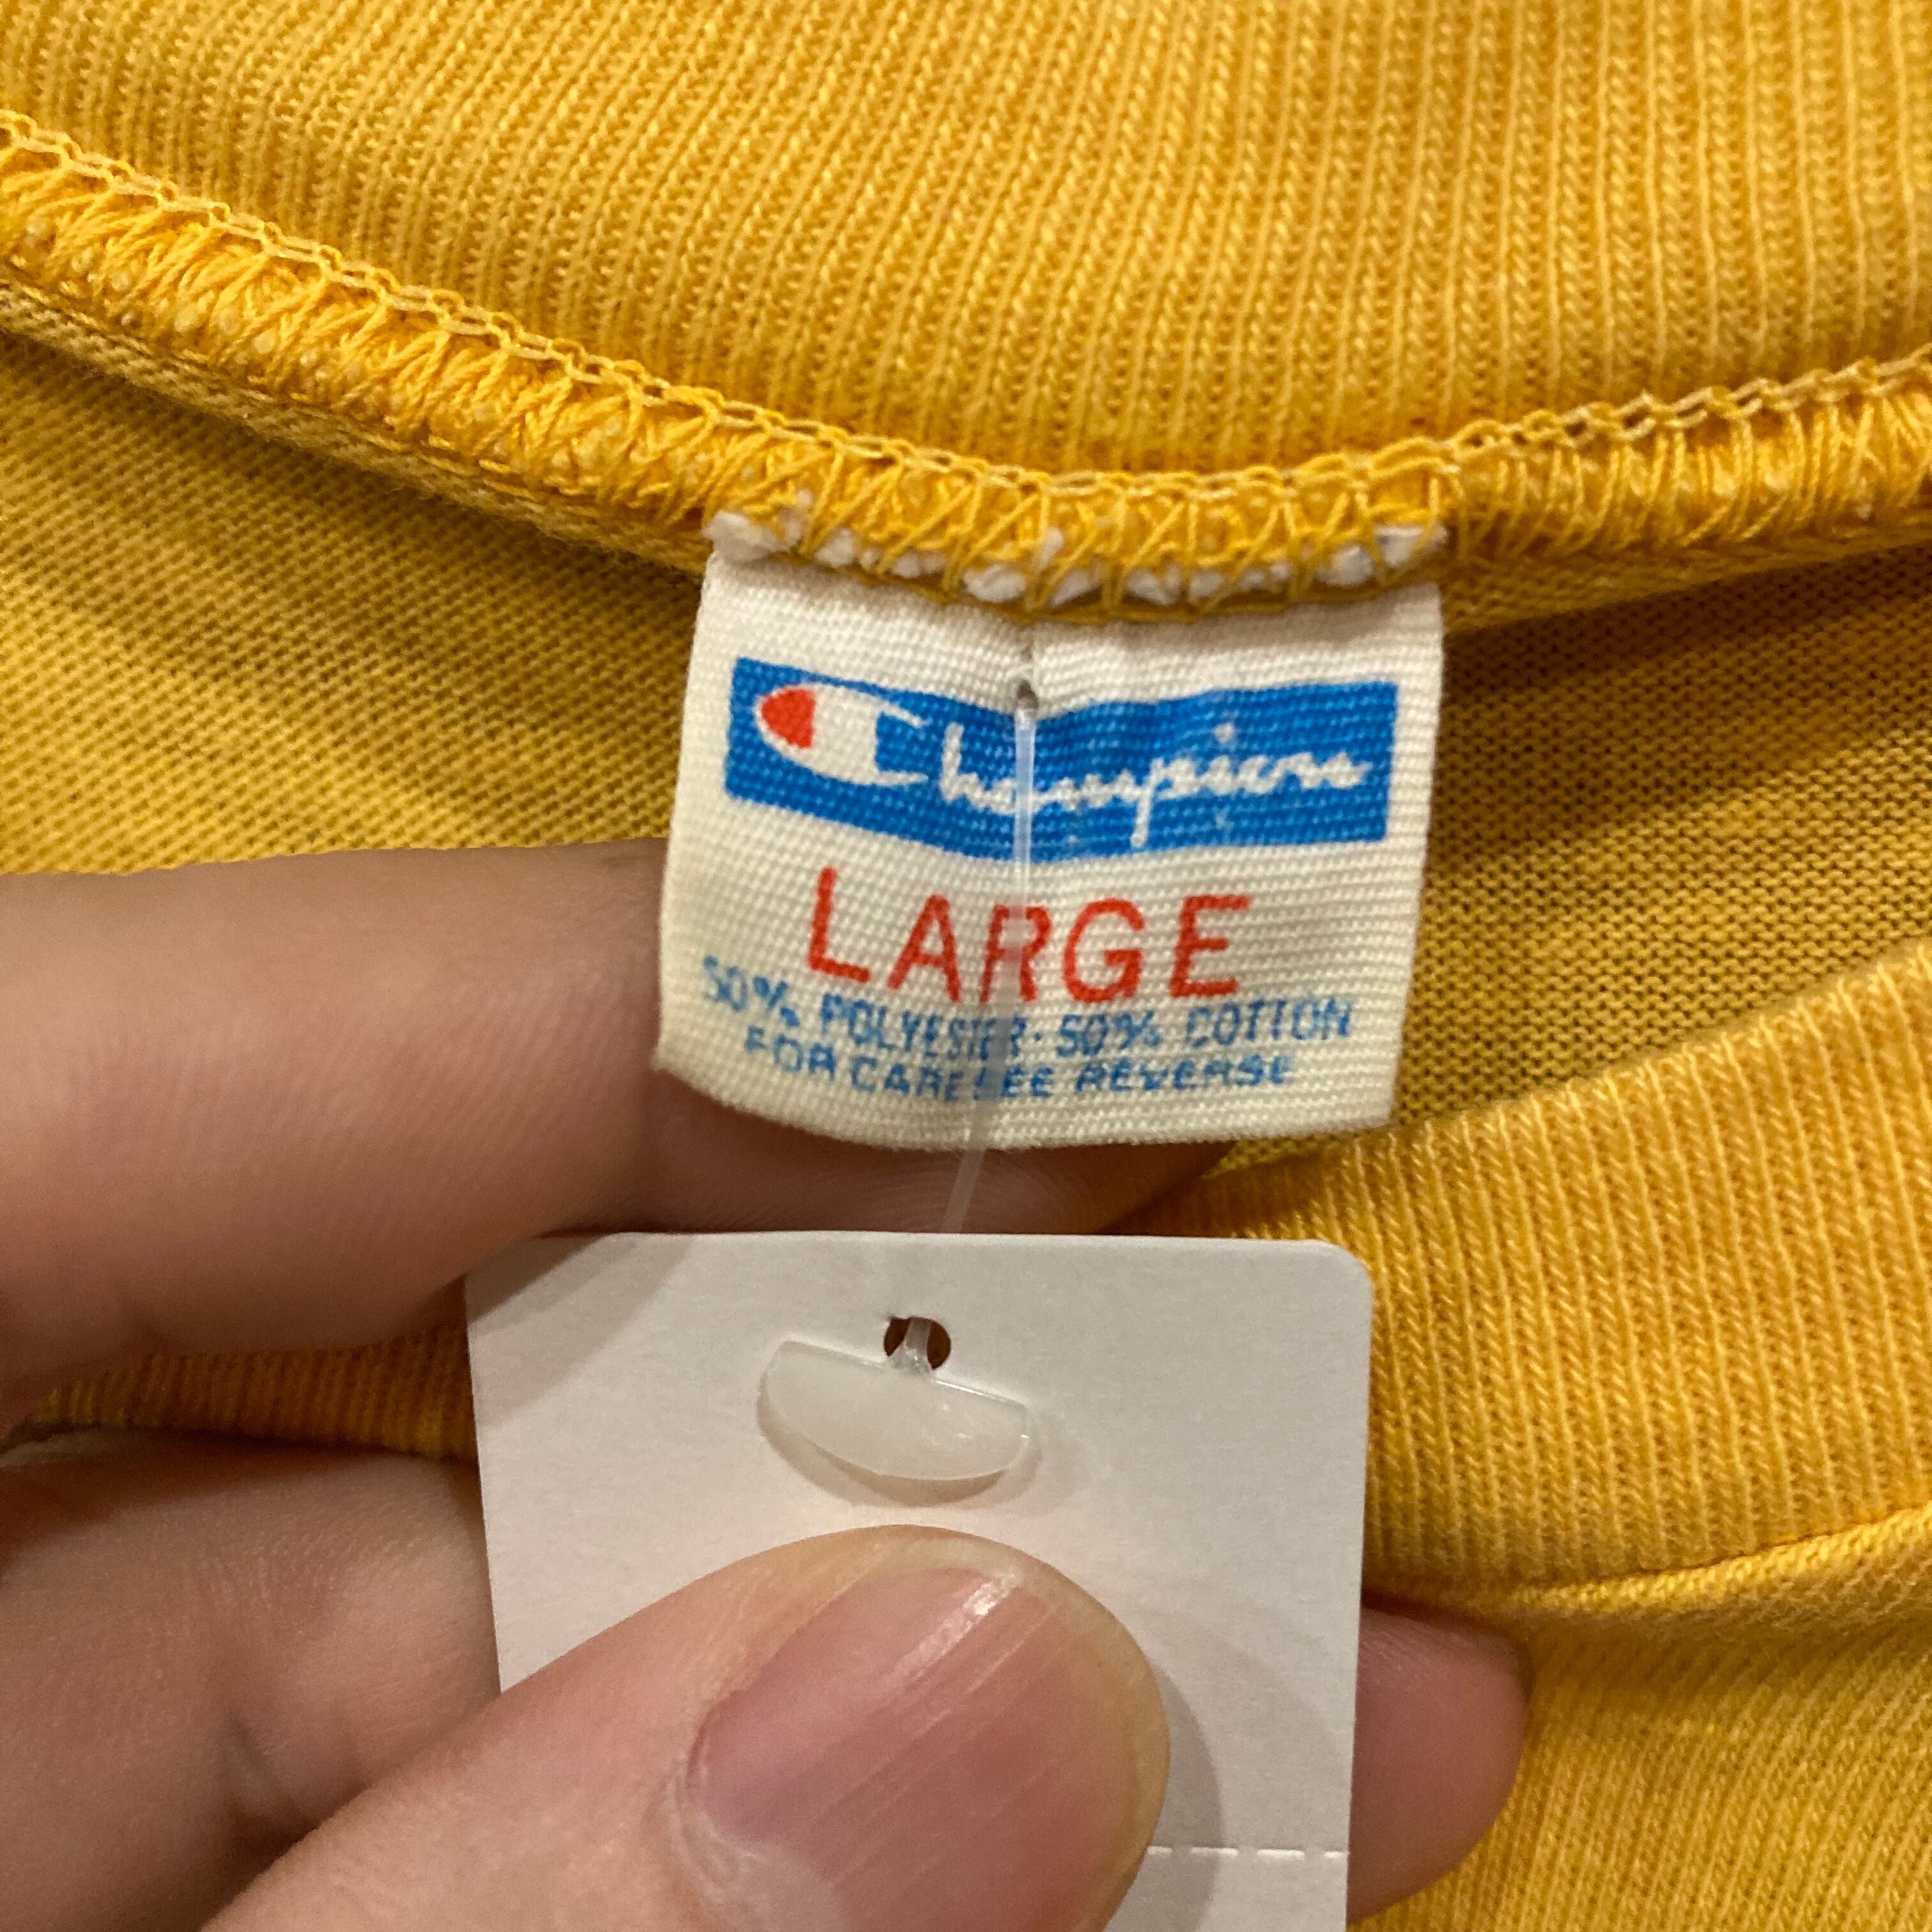 Champion
LARGE
50% POLYESTER · 50% COTTON
FOR CARE SEE REVERSE